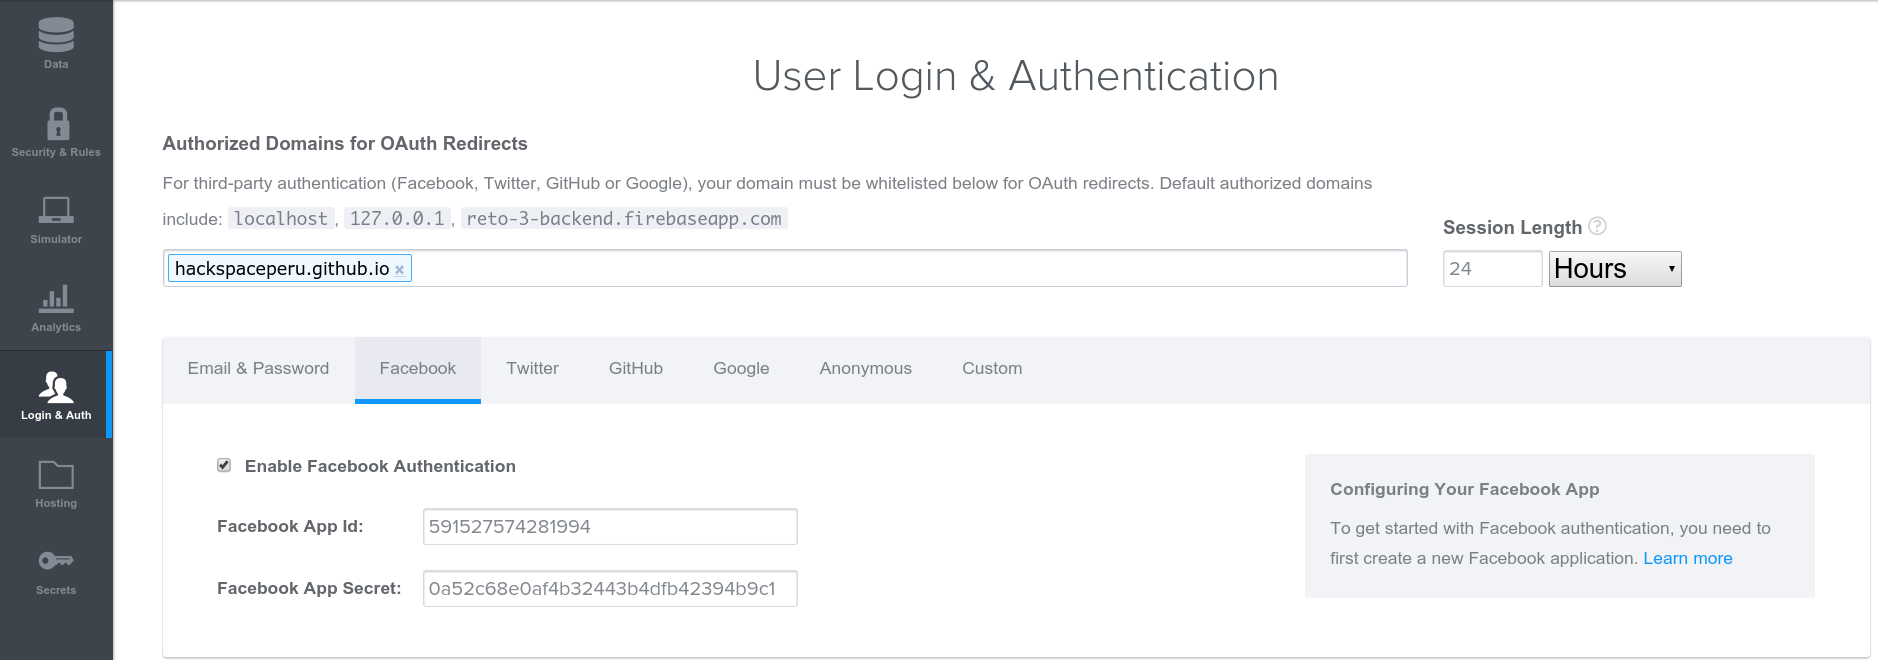 Data
Security & Rules
Simulator
Analytics
Login & Auth
Hosting
Secrets
User Login & Authentication
Authorized Domains for OAuth Redirects
For third-party authentication (Facebook, Twitter, GitHub or Google), your domain must be whitelisted below for OAuth redirects. Default authorized domains
include: localhost, 127.0.0.1, reto-3-backend.firebaseapp.com
hackspaceperu.github.io ×
Session Length ?
24 Hours
Email & Password Facebook Twitter GitHub Google Anonymous Custom
Enable Facebook Authentication
Facebook App Id: 591527574281994
Facebook App Secret: 0a52c68e0af4b32443b4dfb42394b9c1
Configuring Your Facebook App
To get started with Facebook authentication, you need to
first create a new Facebook application. Learn more